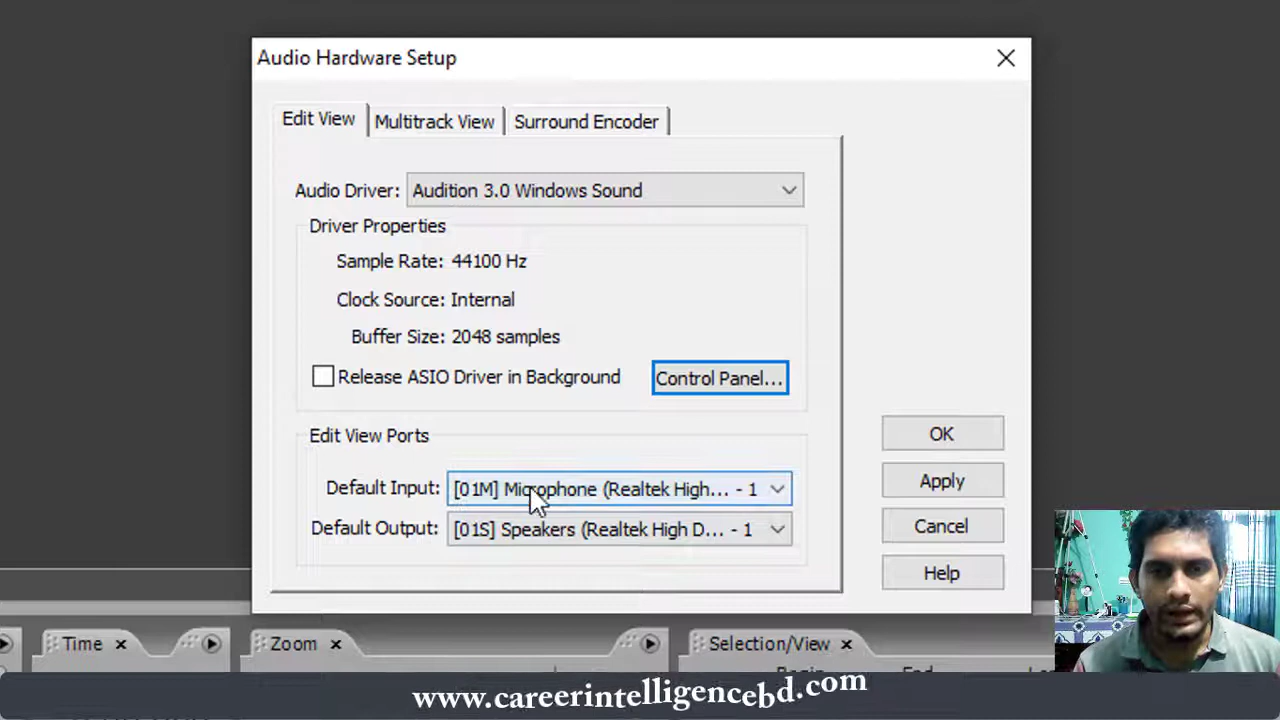 Audio Hardware Setup
Edit View
Multitrack View
Surround Encoder
Audio Driver: Audition 3.0 Windows Sound
Driver Properties
Sample Rate: 44100 Hz
Clock Source: Internal
Buffer Size: 2048 samples
Release ASIO Driver in Background
Control Panel...
Edit View Ports
Default Input: [01M] Microphone (Realtek High... - 1
Default Output: [01S] Speakers (Realtek High D... - 1
OK
Apply
Cancel
Help
Time
Zoom
Selection/View
www.careerintelligencebd.com